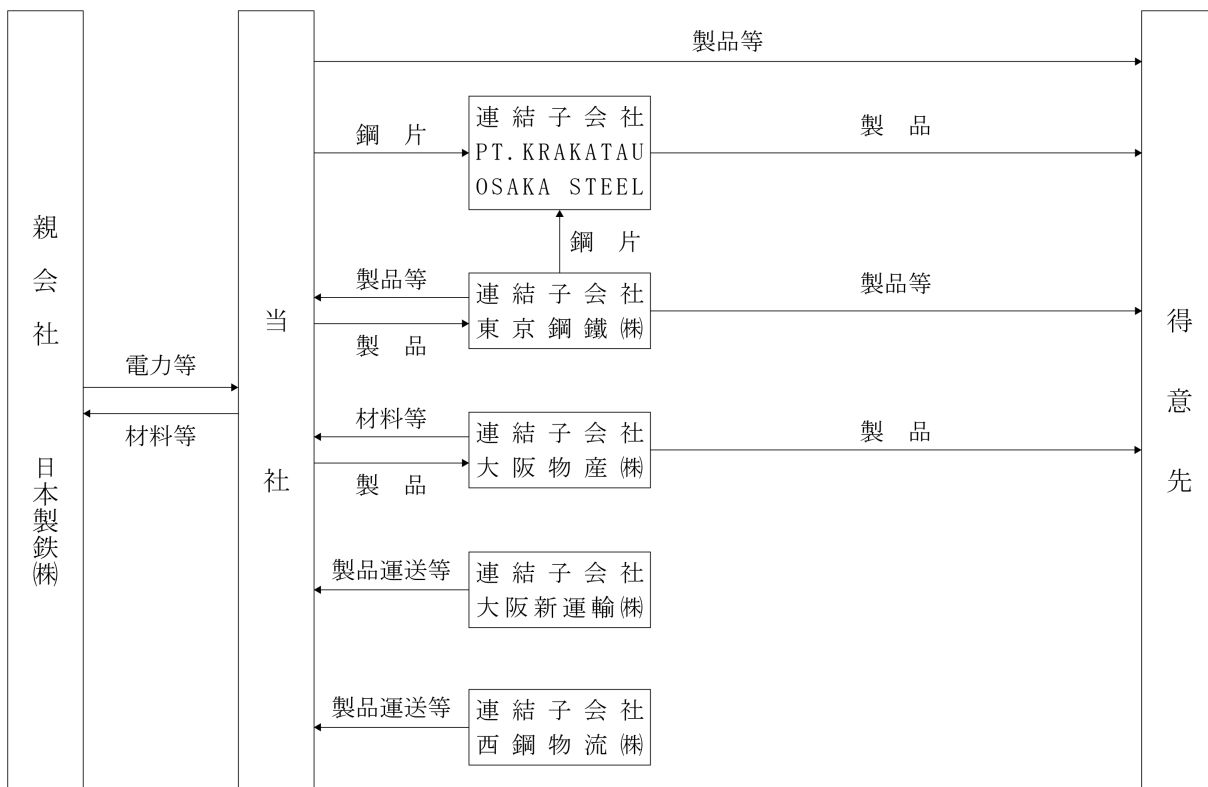 親会社
日本製鉄㈱
電力等
材料等
当社
製品等
鋼片
連結子会社
PT.KRAKATAU
OSAKA STEEL
製品
鋼片
製品等
製品
連結子会社
東京鋼鐵㈱
製品等
材料等
製品
連結子会社
大阪物産㈱
製品
製品運送等
連結子会社
大阪新運輸㈱
製品運送等
連結子会社
西鋼物流㈱
得意先